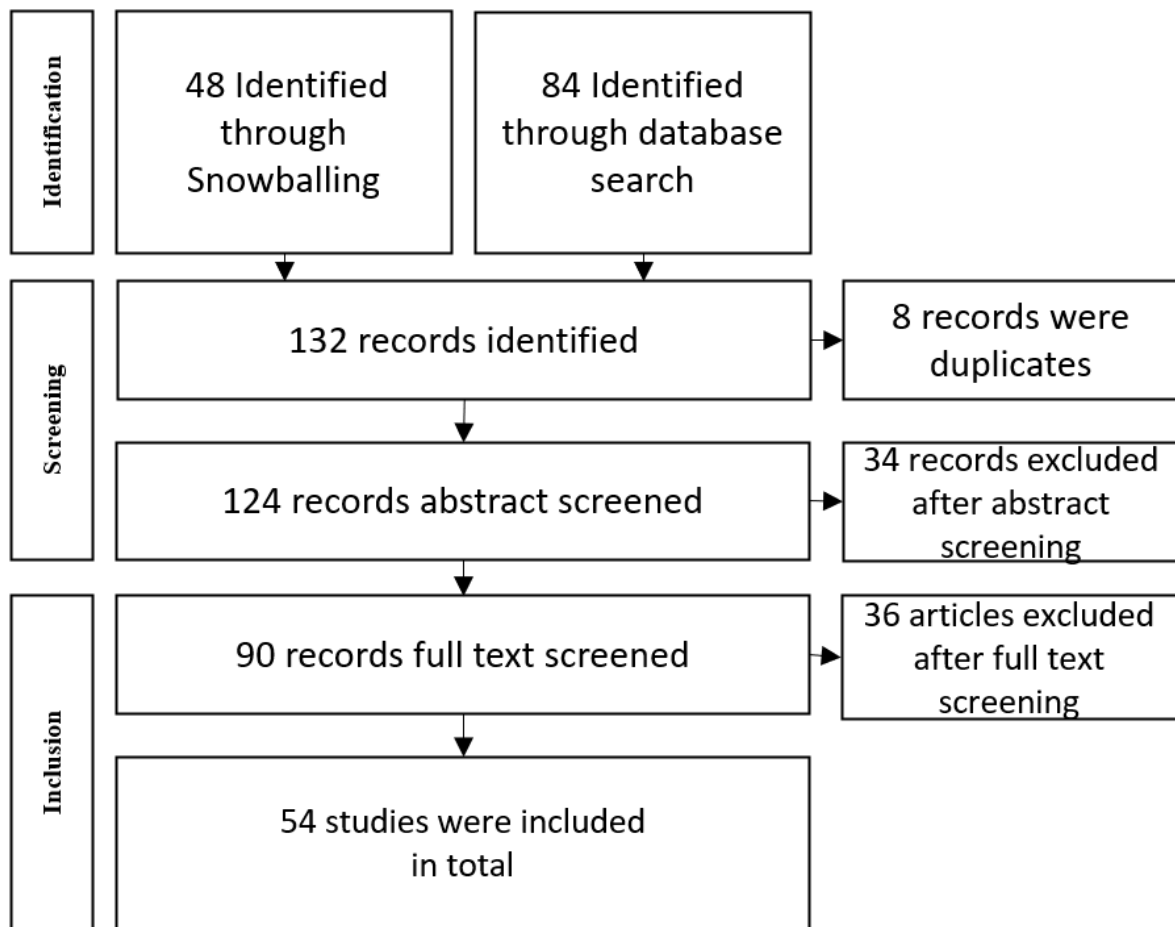 Identification
48 Identified
through
Snowballing
84 Identified
through database
search
Screening
132 records identified
8 records were
duplicates
124 records abstract screened
34 records excluded
after abstract
screening
Inclusion
90 records full text screened
36 articles excluded
after full text
screening
54 studies were included
in total